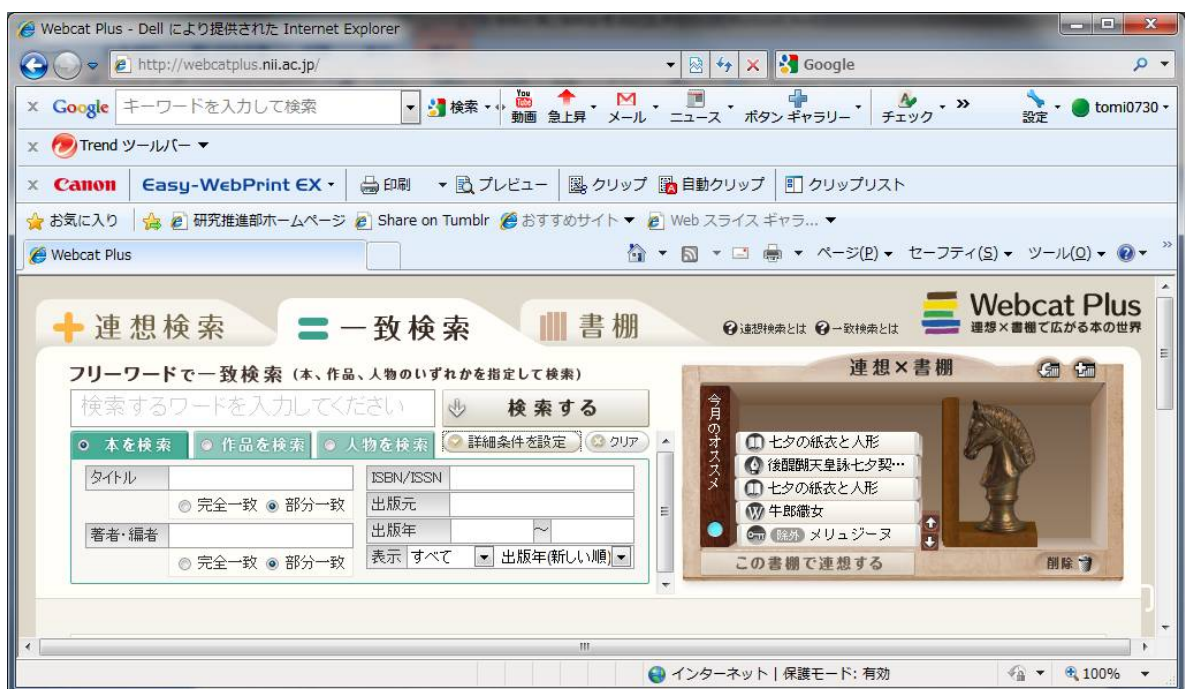 Webcat Plus - Dell により提供された Internet Explorer
http://webcatplus.nii.ac.jp/
Google
x Google キーワードを入力して検索 検索 You Tube 動画 急上昇 メール ニュース ボタン ギャラリー チェック » 設定 tomi0730
x Trend ツールバー
x Canon Easy-WebPrint EX 印刷 プレビュー クリップ 自動クリップ クリップリスト
お気に入り 研究推進部ホームページ Share on Tumblr おすすめサイト Web スライス ギャラ...
Webcat Plus ページ(P) セーフティ(S) ツール(O) »
連想検索 一致検索 書棚 ?連想検索とは ?一致検索とは
Webcat Plus
連想×書棚で広がる本の世界
フリーワードで一致検索 (本、作品、人物のいずれかを指定して検索)
検索するワードを入力してください 検索する
本を検索 作品を検索 人物を検索 詳細条件を設定 クリア
タイトル ISBN/ISSN
完全一致 部分一致 出版元
著者・編者 出版年 ～
完全一致 部分一致 表示 すべて 出版年(新しい順)
連想×書棚
今月のオススメ
七夕の紙衣と人形
後醍醐天皇詠七夕契…
七夕の紙衣と人形
牛郎織女
除外 メリュジーヌ
この書棚で連想する 削除
インターネット | 保護モード: 有効 100%